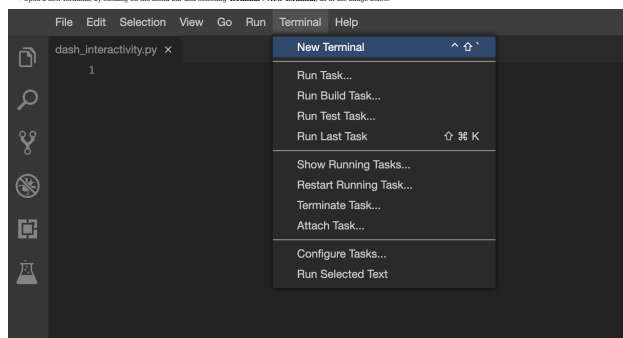 File Edit Selection View Go Run Terminal Help
dash_interactivity.py ×
1
New Terminal ^ ⇧ `
Run Task...
Run Build Task...
Run Test Task...
Run Last Task ⇧ ⌘ K
Show Running Tasks...
Restart Running Task...
Terminate Task...
Attach Task...
Configure Tasks...
Run Selected Text